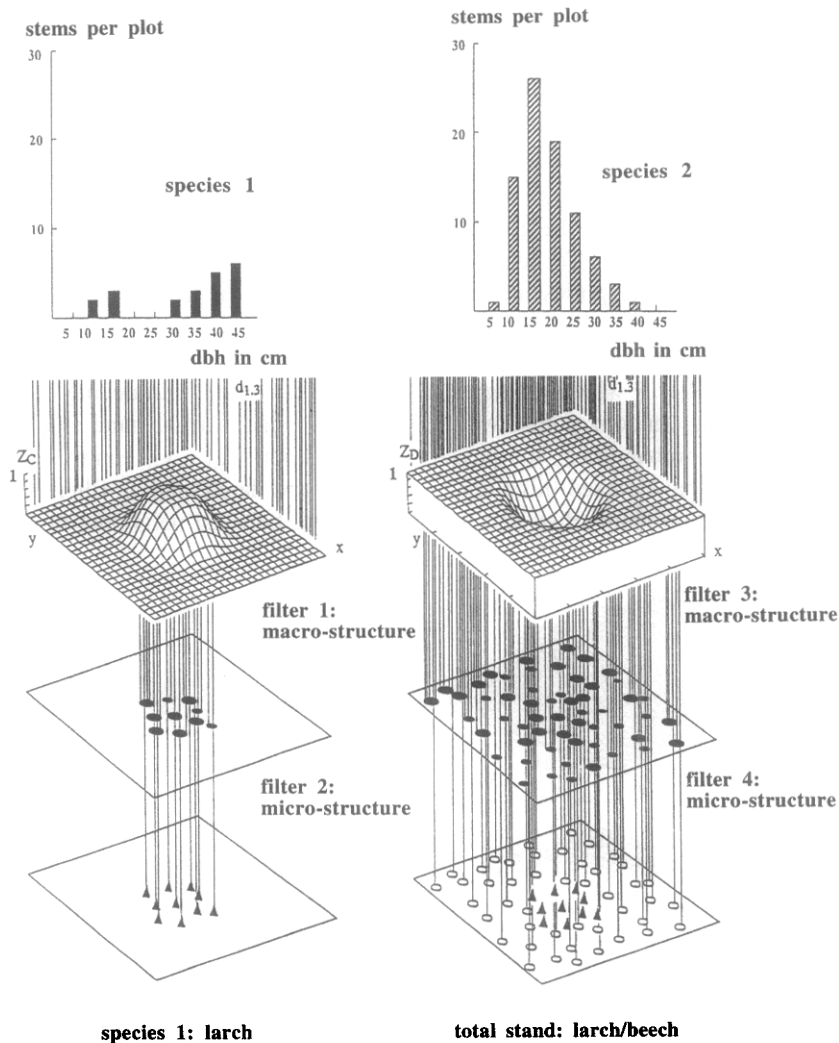 stems per plot
30
20
10
species 1
5 10 15 20 25 30 35 40 45
dbh in cm
d1.3
ZC
1
y
x
filter 1:
macro-structure
filter 2:
micro-structure
species 1: larch
stems per plot
30
20
10
species 2
5 10 15 20 25 30 35 40 45
dbh in cm
d1.3
ZD
1
y
x
filter 3:
macro-structure
filter 4:
micro-structure
total stand: larch/beech